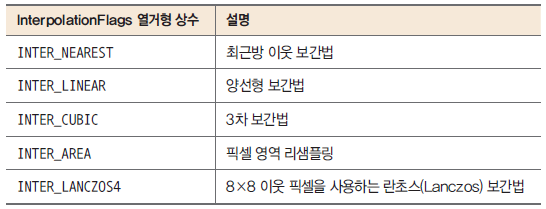 InterpolationFlags 열거형 상수 설명
INTER_NEAREST 최근방 이웃 보간법
INTER_LINEAR 양선형 보간법
INTER_CUBIC 3차 보간법
INTER_AREA 픽셀 영역 리샘플링
INTER_LANCZOS4 8×8 이웃 픽셀을 사용하는 란초스(Lanczos) 보간법